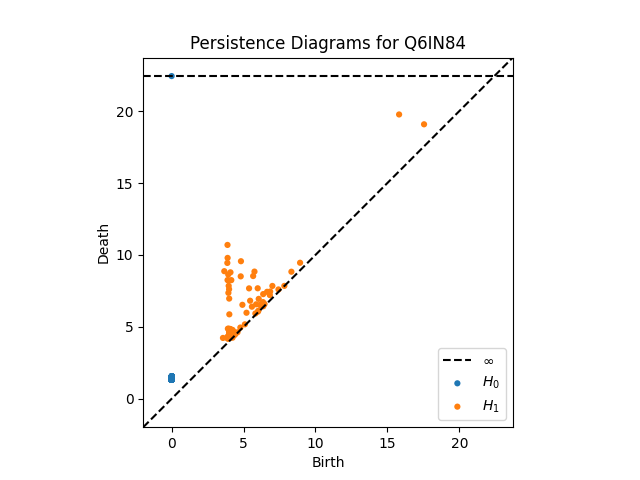 Persistence Diagrams for Q6IN84
Death
20
15
10
5
0
0 5 10 15 20
Birth
∞
H₀
H₁